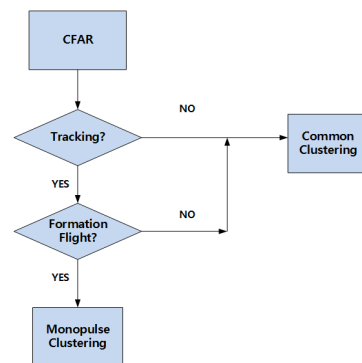 CFAR
NO
Tracking?
Common
Clustering
YES
Formation
Flight?
NO
YES
Monopulse
Clustering